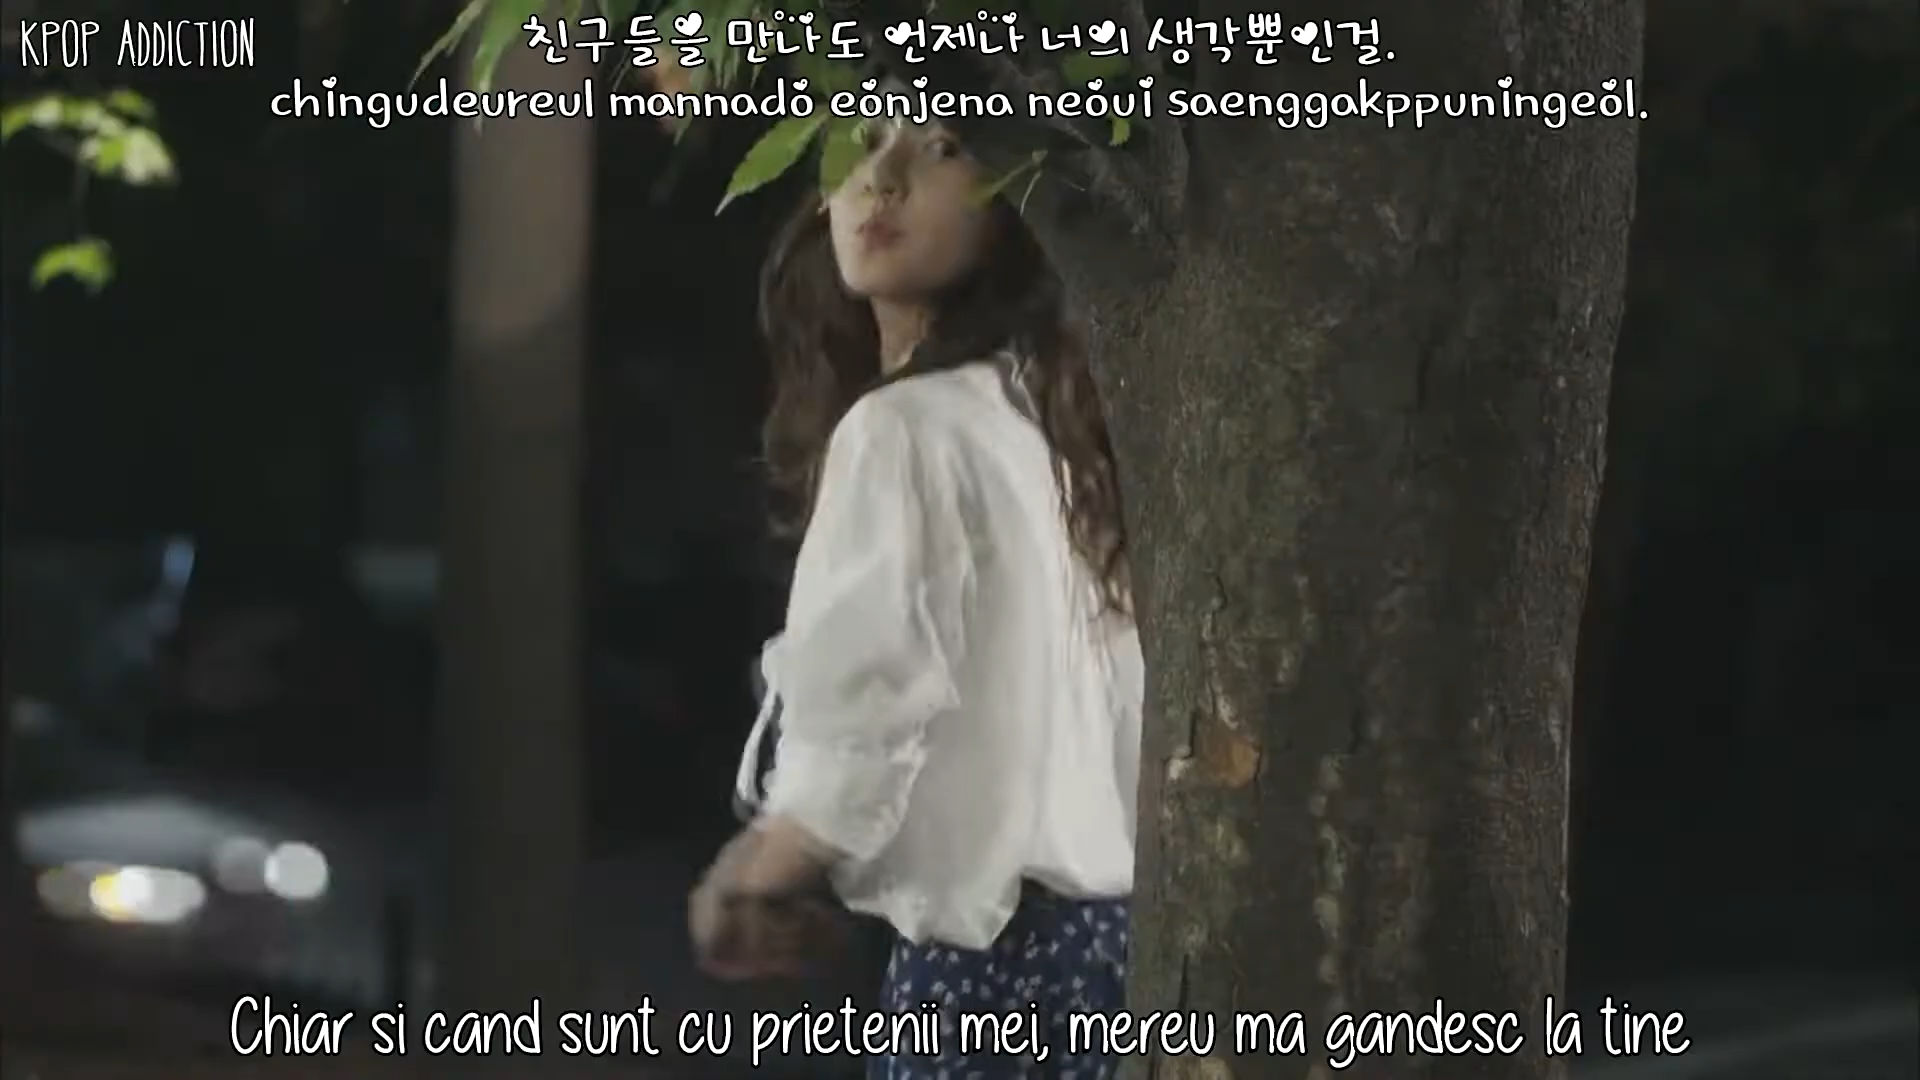 KPOP ADDICTION
친구들을 만나도 언제나 너의 생각뿐인걸.
chingudeureul mannado eonjena neoui saenggakppuningeol.
Chiar si cand sunt cu prietenii mei, mereu ma gandesc la tine